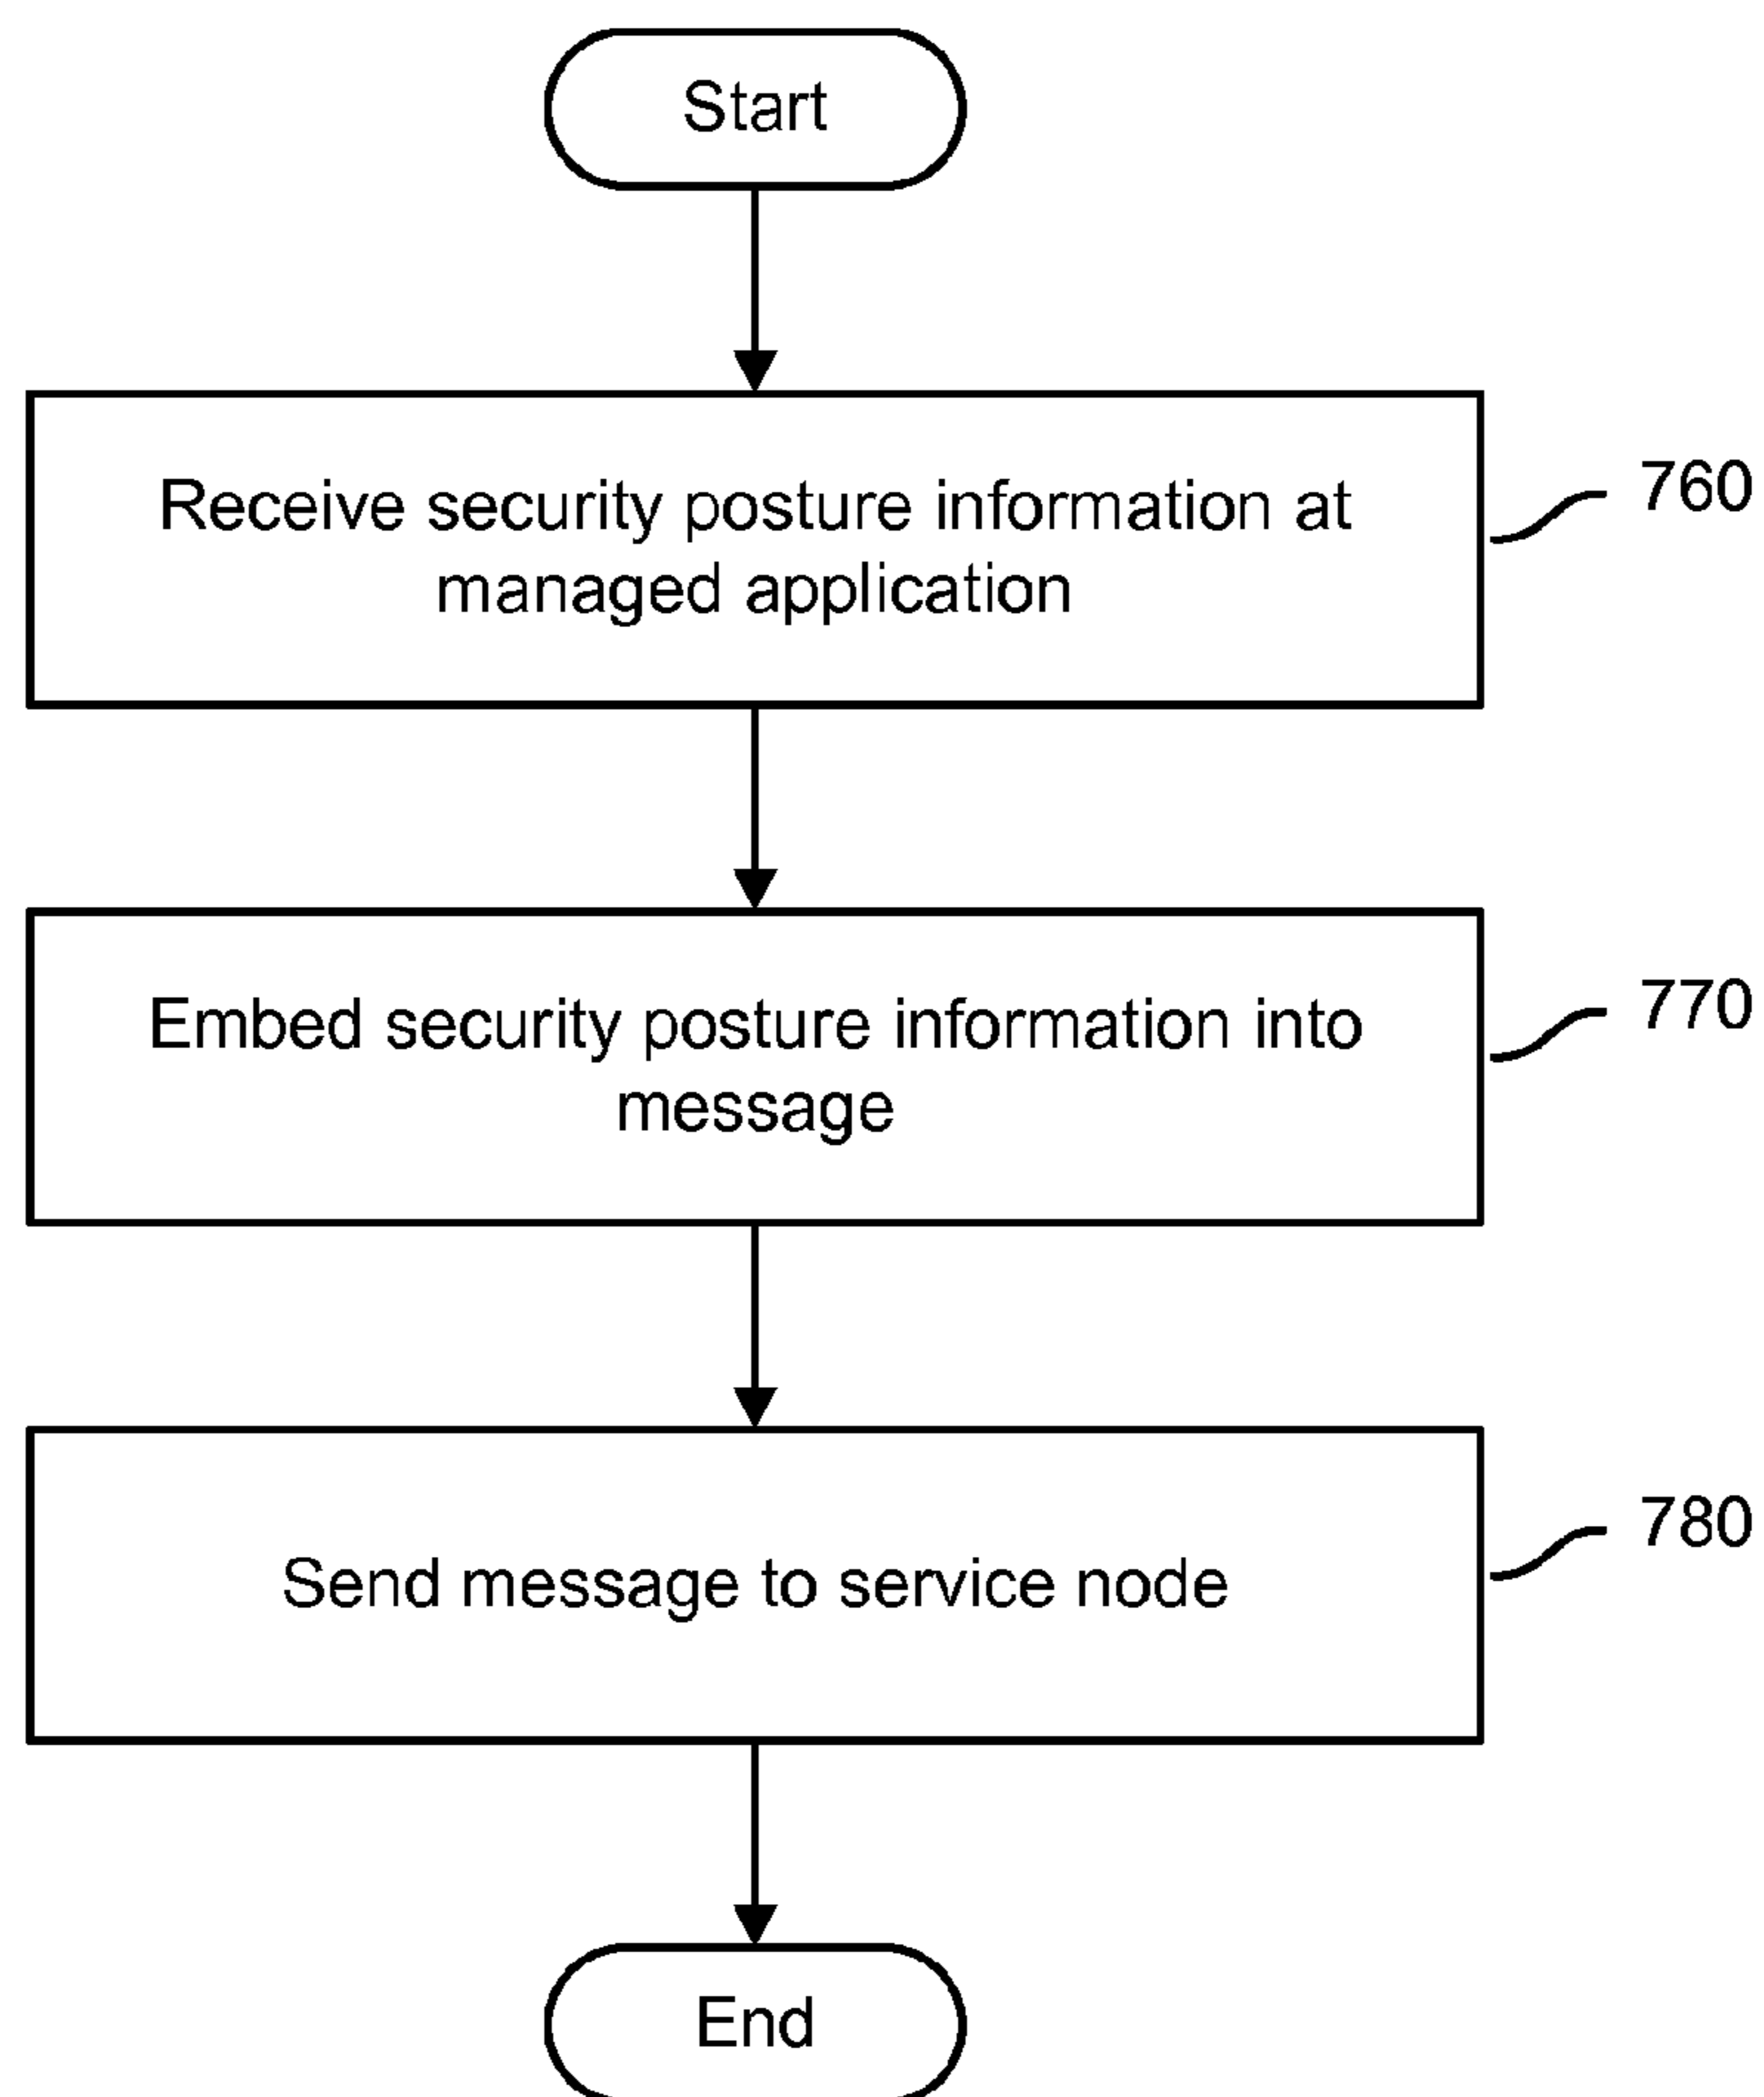 Start
Receive security posture information at
managed application
760
Embed security posture information into
message
770
Send message to service node
780
End